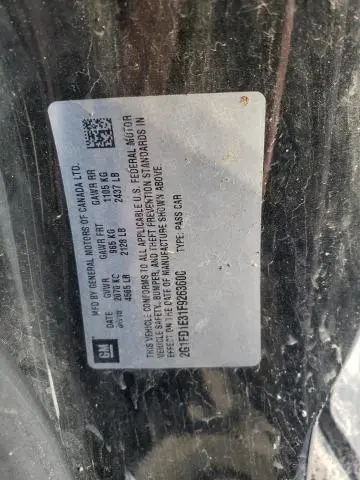 GM
MFD BY GENERAL MOTORS OF CANADA LTD.
DATE GVWR GAWR FRT GAWR RR
2070 KG 965 KG 1105 KG
4565 LB 2128 LB 2437 LB
THIS VEHICLE CONFORMS TO ALL APPLICABLE U.S. FEDERAL MOTOR
VEHICLE SAFETY, BUMPER, AND THEFT PREVENTION STANDARDS IN
EFFECT ON THE DATE OF MANUFACTURE SHOWN ABOVE.
TYPE: PASS CAR